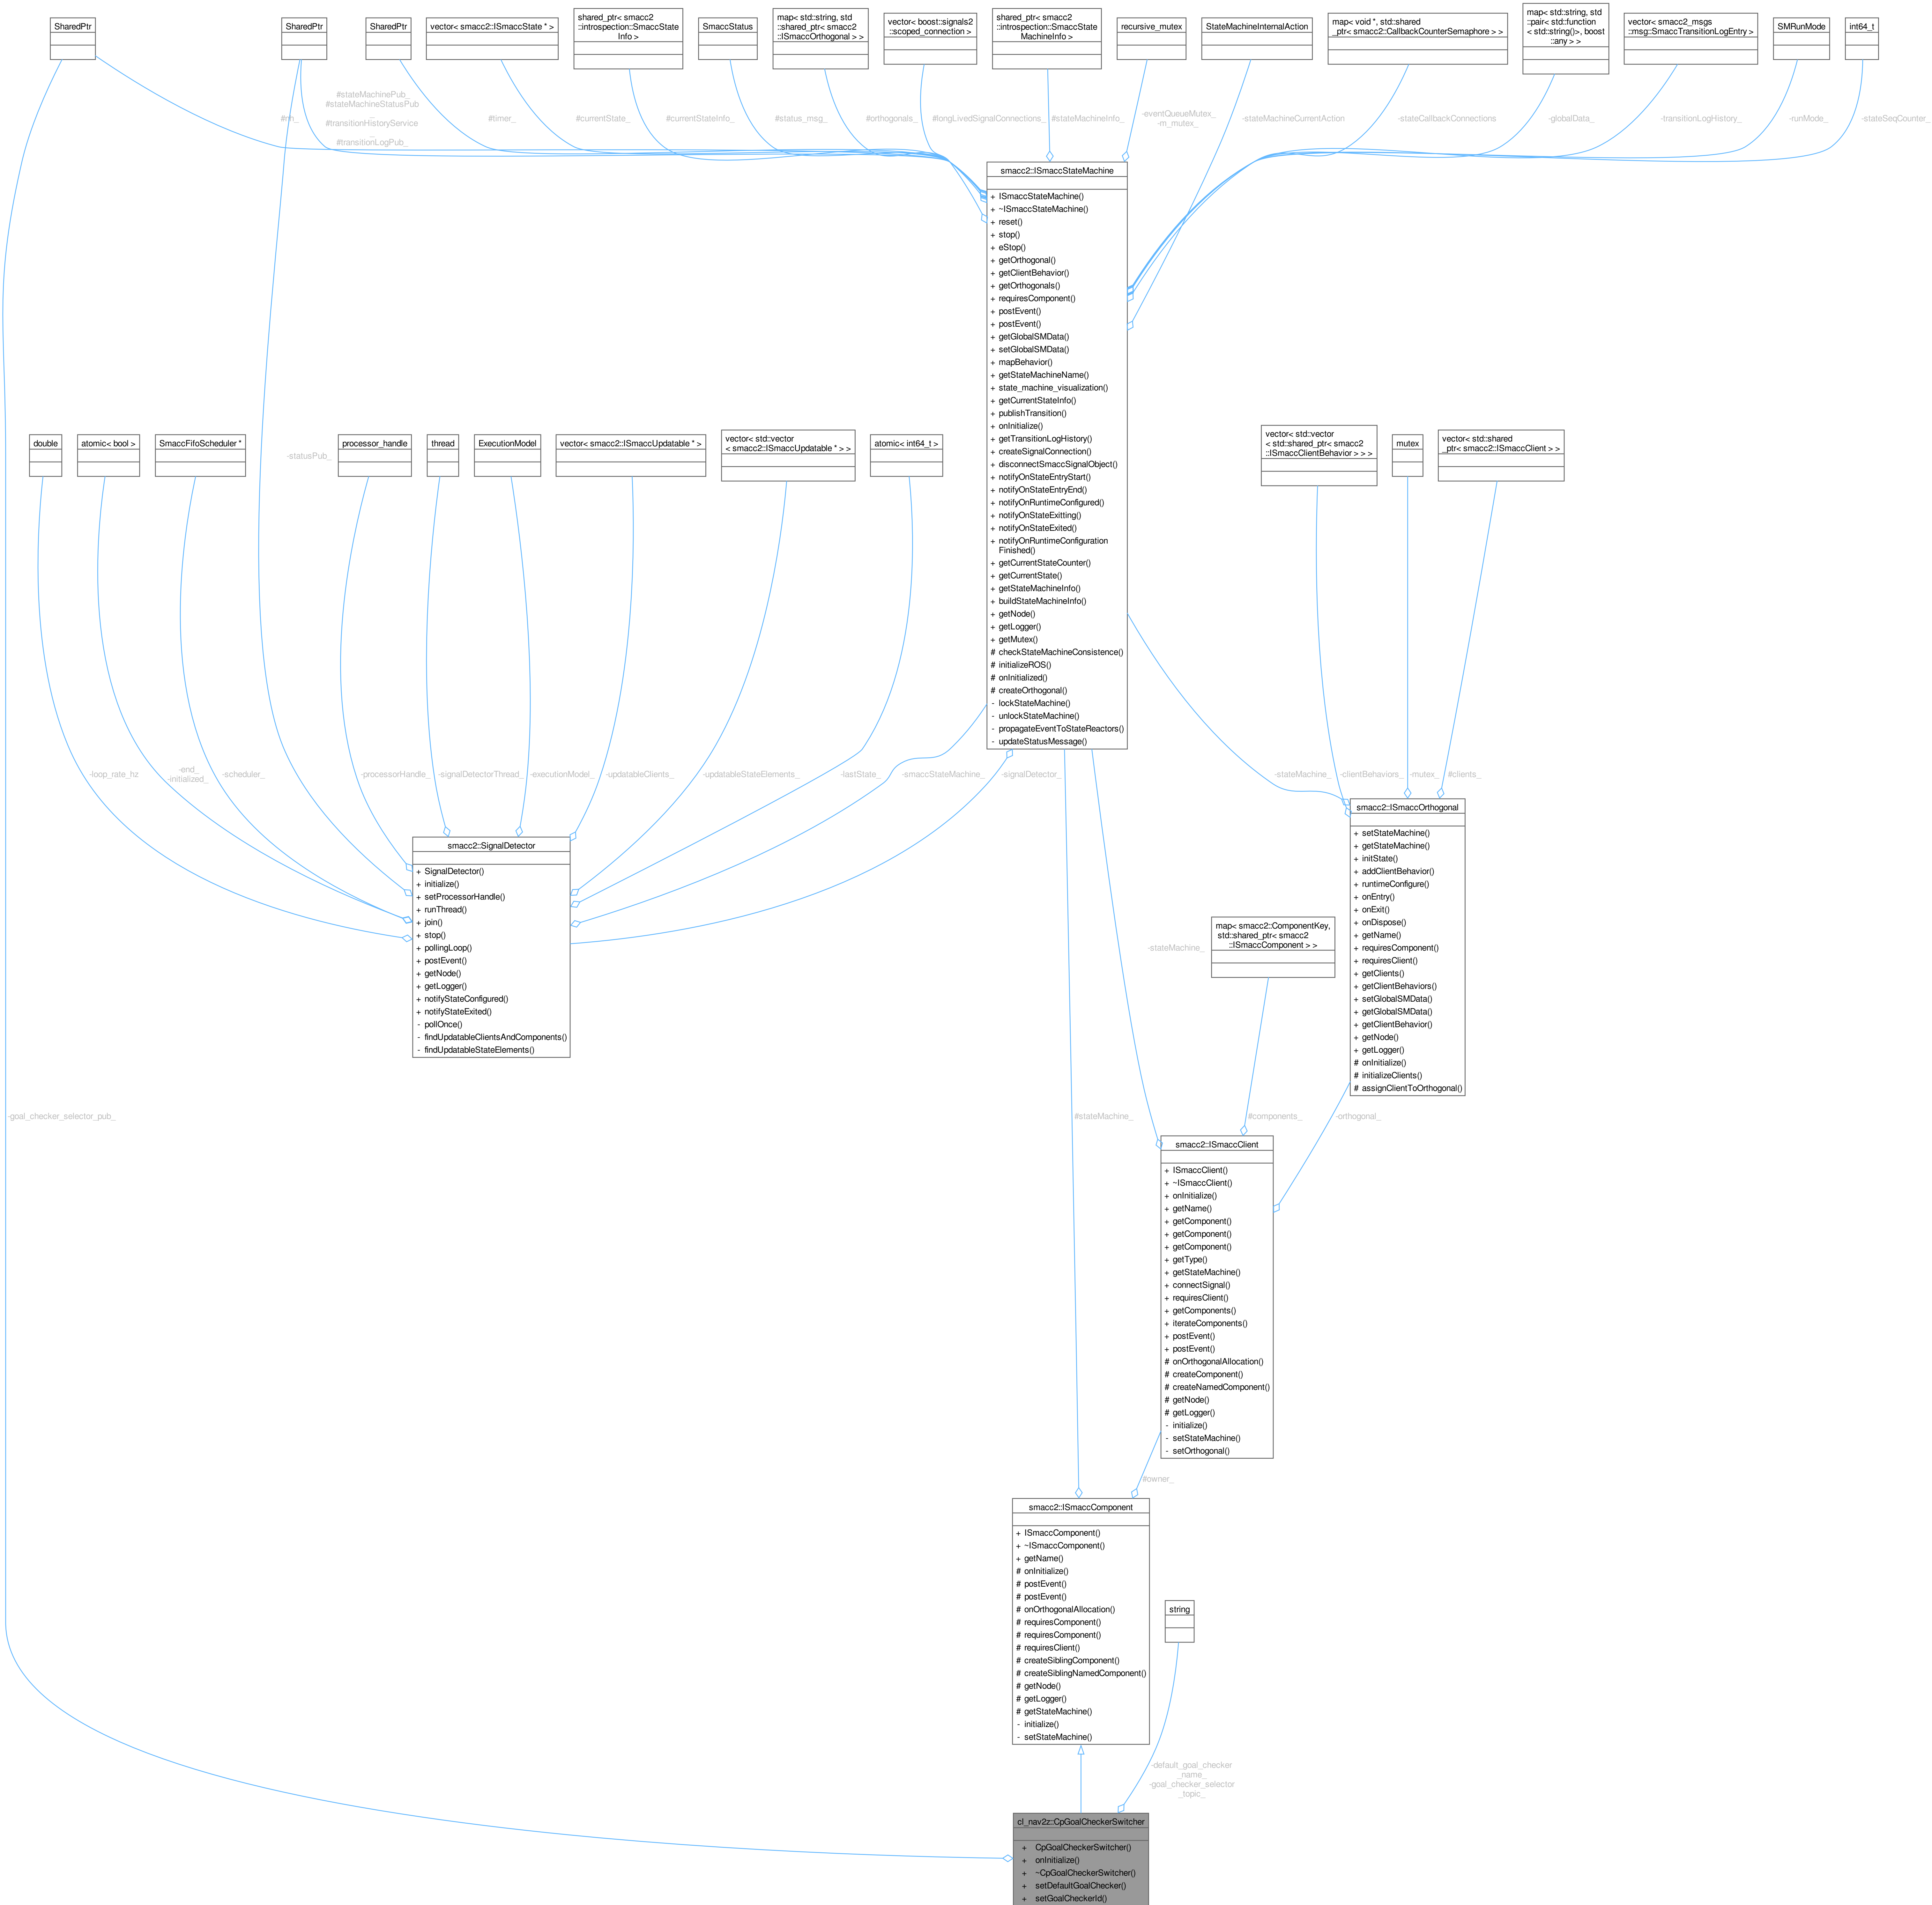 SharedPtr
SharedPtr
SharedPtr
vector< smacc2::ISmaccState * >
shared_ptr< smacc2
::introspection::SmaccState
Info >
SmaccStatus
map< std::string, std
::shared_ptr< smacc2
::ISmaccOrthogonal > >
vector< boost::signals2
::scoped_connection >
shared_ptr< smacc2
::introspection::SmaccState
MachineInfo >
recursive_mutex
StateMachineInternalAction
map< void *, std::shared
_ptr< smacc2::CallbackCounterSemaphore > >
map< std::string, std
::pair< std::function
< std::string()>, boost
::any > >
vector< smacc2_msgs
::msg::SmaccTransitionLogEntry >
SMRunMode
int64_t
#nh_
#stateMachinePub_
#stateMachineStatusPub
_
#transitionHistoryService
_
#transitionLogPub_
#timer_
#currentState_
#currentStateInfo_
#status_msg_
#orthogonals_
#longLivedSignalConnections_
#stateMachineInfo_
-eventQueueMutex_
-m_mutex_
-stateMachineCurrentAction
-stateCallbackConnections
-globalData_
-transitionLogHistory_
-runMode_
-stateSeqCounter_
smacc2::ISmaccStateMachine
+ ISmaccStateMachine()
+ ~ISmaccStateMachine()
+ reset()
+ stop()
+ eStop()
+ getOrthogonal()
+ getClientBehavior()
+ getOrthogonals()
+ requiresComponent()
+ postEvent()
+ postEvent()
+ getGlobalSMData()
+ setGlobalSMData()
+ mapBehavior()
+ getStateMachineName()
+ state_machine_visualization()
+ getCurrentStateInfo()
+ publishTransition()
+ onInitialize()
+ getTransitionLogHistory()
+ createSignalConnection()
+ disconnectSmaccSignalObject()
+ notifyOnStateEntryStart()
+ notifyOnStateEntryEnd()
+ notifyOnRuntimeConfigured()
+ notifyOnStateExitting()
+ notifyOnStateExited()
+ notifyOnRuntimeConfiguration
Finished()
+ getCurrentStateCounter()
+ getCurrentState()
+ getStateMachineInfo()
+ buildStateMachineInfo()
+ getNode()
+ getLogger()
+ getMutex()
# checkStateMachineConsistence()
# initializeROS()
# onInitialized()
# createOrthogonal()
- lockStateMachine()
- unlockStateMachine()
- propagateEventToStateReactors()
- updateStatusMessage()
double
atomic< bool >
SmaccFifoScheduler *
-statusPub_
processor_handle
thread
ExecutionModel
vector< smacc2::ISmaccUpdatable * >
vector< std::vector
< smacc2::ISmaccUpdatable * > >
atomic< int64_t >
vector< std::vector
< std::shared_ptr< smacc2
::ISmaccClientBehavior > > >
mutex
vector< std::shared
_ptr< smacc2::ISmaccClient > >
-loop_rate_hz
-end_
-initialized_
-scheduler_
-processorHandle_
-signalDetectorThread_
-executionModel_
-updatableClients_
-updatableStateElements_
-lastState_
-smaccStateMachine_
-signalDetector_
-stateMachine_
-clientBehaviors_
-mutex_
#clients_
smacc2::SignalDetector
+ SignalDetector()
+ initialize()
+ setProcessorHandle()
+ runThread()
+ join()
+ stop()
+ pollingLoop()
+ postEvent()
+ getNode()
+ getLogger()
+ notifyStateConfigured()
+ notifyStateExited()
- pollOnce()
- findUpdatableClientsAndComponents()
- findUpdatableStateElements()
smacc2::ISmaccOrthogonal
+ setStateMachine()
+ getStateMachine()
+ initState()
+ addClientBehavior()
+ runtimeConfigure()
+ onEntry()
+ onExit()
+ onDispose()
+ getName()
+ requiresComponent()
+ requiresClient()
+ getClients()
+ getClientBehaviors()
+ setGlobalSMData()
+ getGlobalSMData()
+ getClientBehavior()
+ getNode()
+ getLogger()
# onInitialize()
# initializeClients()
# assignClientToOrthogonal()
-stateMachine_
map< smacc2::ComponentKey,
std::shared_ptr< smacc2
::ISmaccComponent > >
-goal_checker_selector_pub_
#stateMachine_
#components_
-orthogonal_
smacc2::ISmaccClient
+ ISmaccClient()
+ ~ISmaccClient()
+ onInitialize()
+ getName()
+ getComponent()
+ getComponent()
+ getComponent()
+ getType()
+ getStateMachine()
+ connectSignal()
+ requiresClient()
+ getComponents()
+ iterateComponents()
+ postEvent()
+ postEvent()
# onOrthogonalAllocation()
# createComponent()
# createNamedComponent()
# getNode()
# getLogger()
- initialize()
- setStateMachine()
- setOrthogonal()
#owner_
smacc2::ISmaccComponent
+ ISmaccComponent()
+ ~ISmaccComponent()
+ getName()
# onInitialize()
# postEvent()
# postEvent()
# onOrthogonalAllocation()
# requiresComponent()
# requiresComponent()
# requiresClient()
# createSiblingComponent()
# createSiblingNamedComponent()
# getNode()
# getLogger()
# getStateMachine()
- initialize()
- setStateMachine()
string
-default_goal_checker
_name_
-goal_checker_selector
_topic_
cl_nav2z::CpGoalCheckerSwitcher
+ CpGoalCheckerSwitcher()
+ onInitialize()
+ ~CpGoalCheckerSwitcher()
+ setDefaultGoalChecker()
+ setGoalCheckerId()